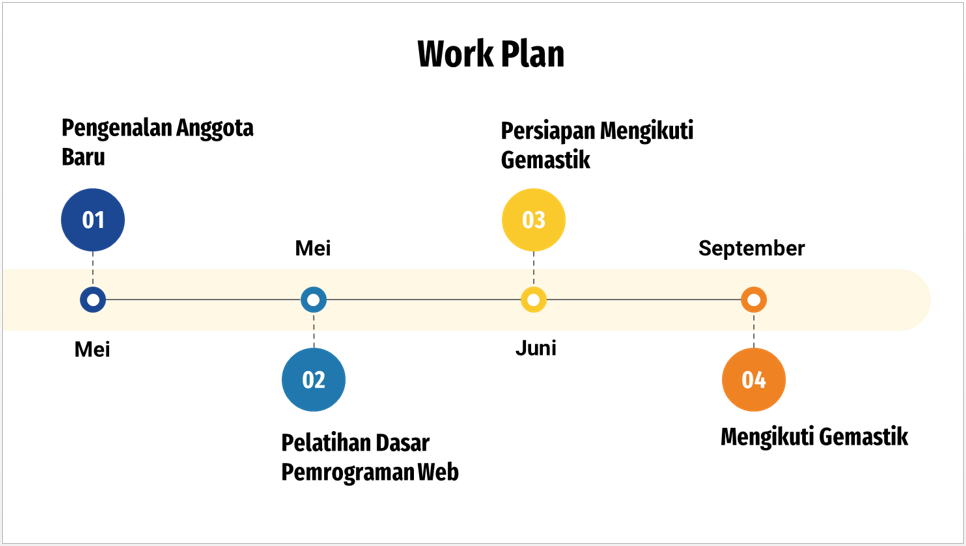 Work Plan
Pengenalan Anggota
Baru
01
Mei
Mei
02
Pelatihan Dasar
Pemrograman Web
Persiapan Mengikuti
Gemastik
03
Juni
September
04
Mengikuti Gemastik